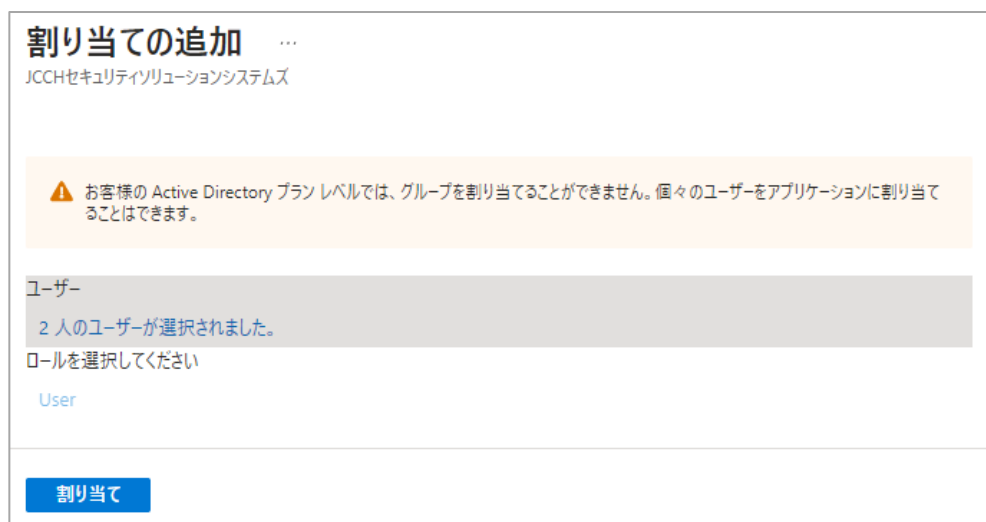 割り当ての追加 …
JCCHセキュリティソリューションシステムズ
お客様の Active Directory プラン レベルでは、グループを割り当てることができません。個々のユーザーをアプリケーションに割り当て
ることはできます。
ユーザー
2 人のユーザーが選択されました。
ロールを選択してください
User
割り当て